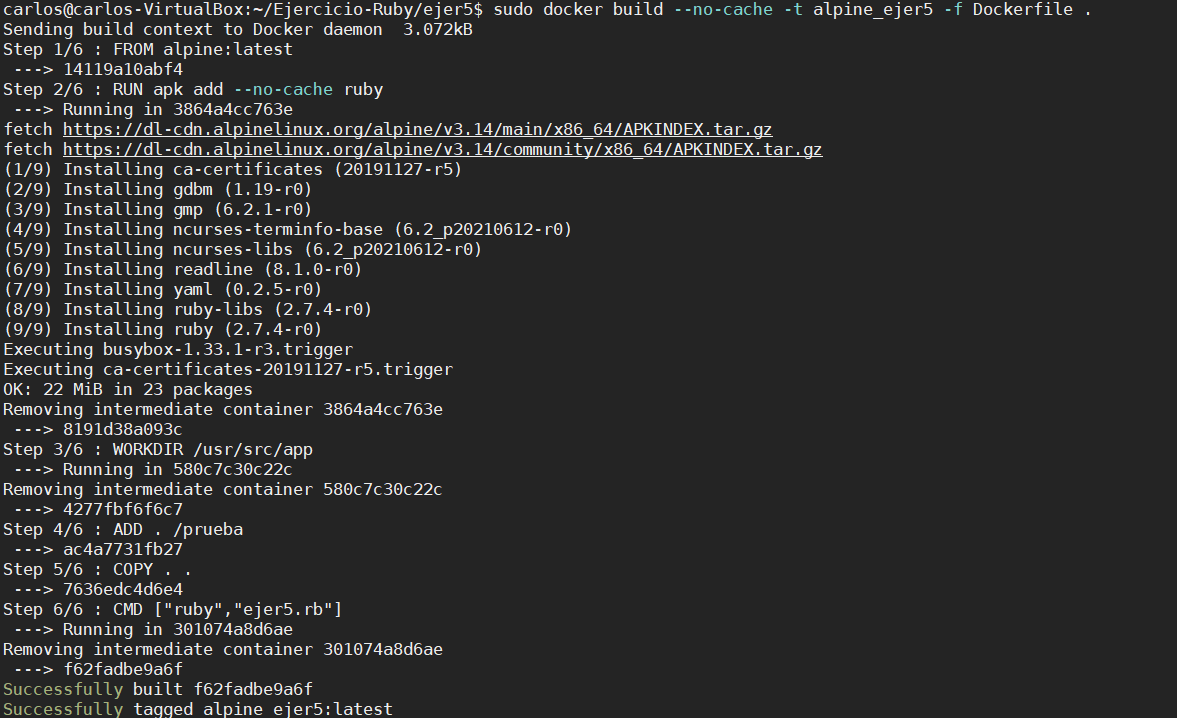 carlos@carlos-VirtualBox:~/Ejercicio-Ruby/ejer5$ sudo docker build --no-cache -t alpine_ejer5 -f Dockerfile .
Sending build context to Docker daemon  3.072kB
Step 1/6 : FROM alpine:latest
 ---> 14119a10abf4
Step 2/6 : RUN apk add --no-cache ruby
 ---> Running in 3864a4cc763e
fetch https://dl-cdn.alpinelinux.org/alpine/v3.14/main/x86_64/APKINDEX.tar.gz
fetch https://dl-cdn.alpinelinux.org/alpine/v3.14/community/x86_64/APKINDEX.tar.gz
(1/9) Installing ca-certificates (20191127-r5)
(2/9) Installing gdbm (1.19-r0)
(3/9) Installing gmp (6.2.1-r0)
(4/9) Installing ncurses-terminfo-base (6.2_p20210612-r0)
(5/9) Installing ncurses-libs (6.2_p20210612-r0)
(6/9) Installing readline (8.1.0-r0)
(7/9) Installing yaml (0.2.5-r0)
(8/9) Installing ruby-libs (2.7.4-r0)
(9/9) Installing ruby (2.7.4-r0)
Executing busybox-1.33.1-r3.trigger
Executing ca-certificates-20191127-r5.trigger
OK: 22 MiB in 23 packages
Removing intermediate container 3864a4cc763e
 ---> 8191d38a093c
Step 3/6 : WORKDIR /usr/src/app
 ---> Running in 580c7c30c22c
Removing intermediate container 580c7c30c22c
 ---> 4277fbf6f6c7
Step 4/6 : ADD . /prueba
 ---> ac4a7731fb27
Step 5/6 : COPY . .
 ---> 7636edc4d6e4
Step 6/6 : CMD ["ruby","ejer5.rb"]
 ---> Running in 301074a8d6ae
Removing intermediate container 301074a8d6ae
 ---> f62fadbe9a6f
Successfully built f62fadbe9a6f
Successfully tagged alpine_ejer5:latest